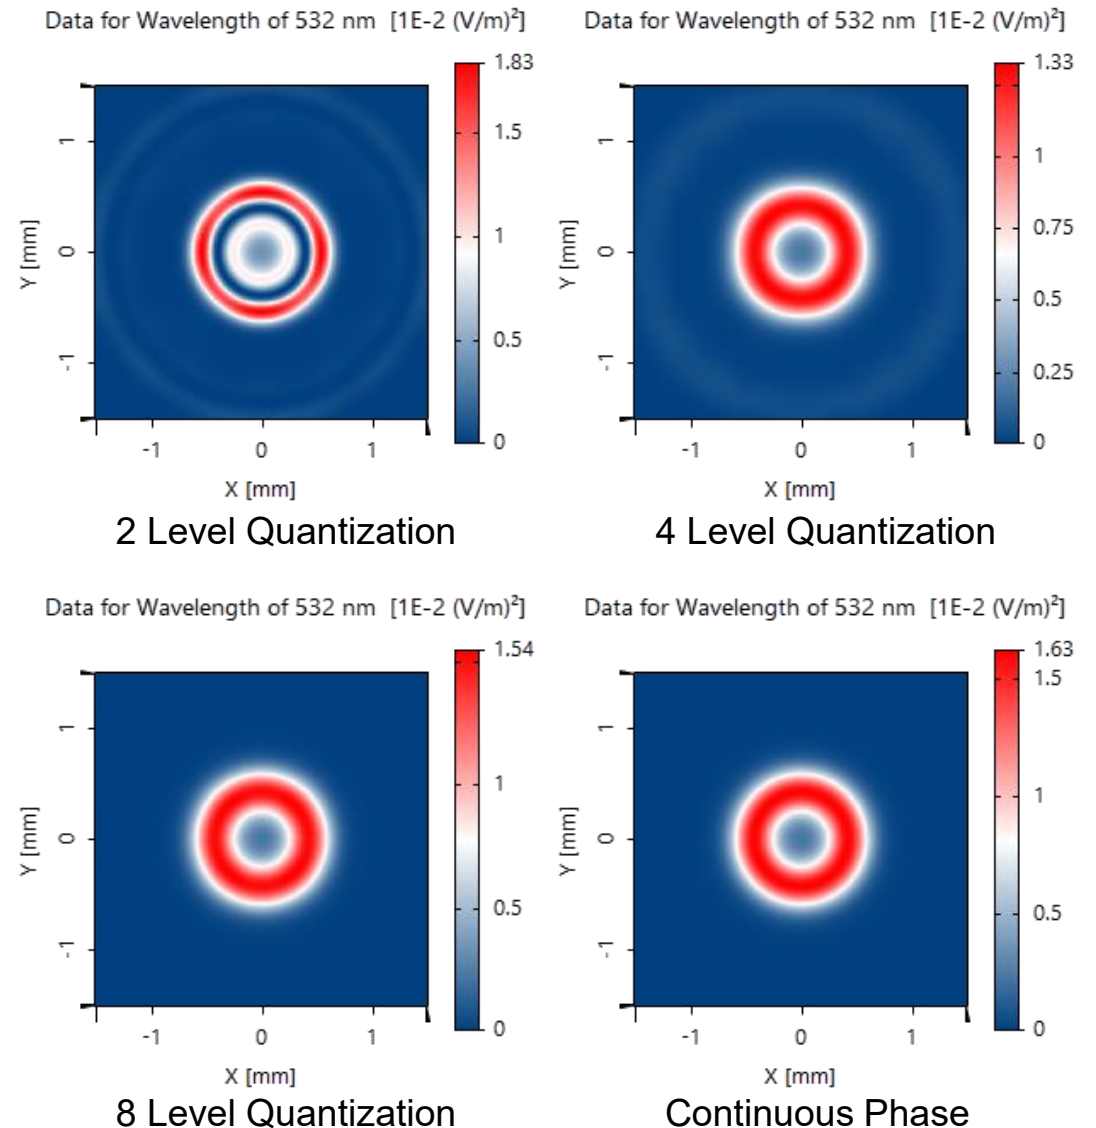 Data for Wavelength of 532 nm [1E-2 (V/m)²]
1.83
1.5
1
0.5
0
Y [mm]
1
0
-1
-1
0
1
X [mm]
2 Level Quantization
Data for Wavelength of 532 nm [1E-2 (V/m)²]
1.33
1
0.75
0.5
0.25
0
Y [mm]
1
0
-1
-1
0
1
X [mm]
4 Level Quantization
Data for Wavelength of 532 nm [1E-2 (V/m)²]
1.54
1
0.5
0
Y [mm]
1
0
-1
-1
0
1
X [mm]
8 Level Quantization
Data for Wavelength of 532 nm [1E-2 (V/m)²]
1.63
1.5
1
0.5
0
Y [mm]
1
0
-1
-1
0
1
X [mm]
Continuous Phase